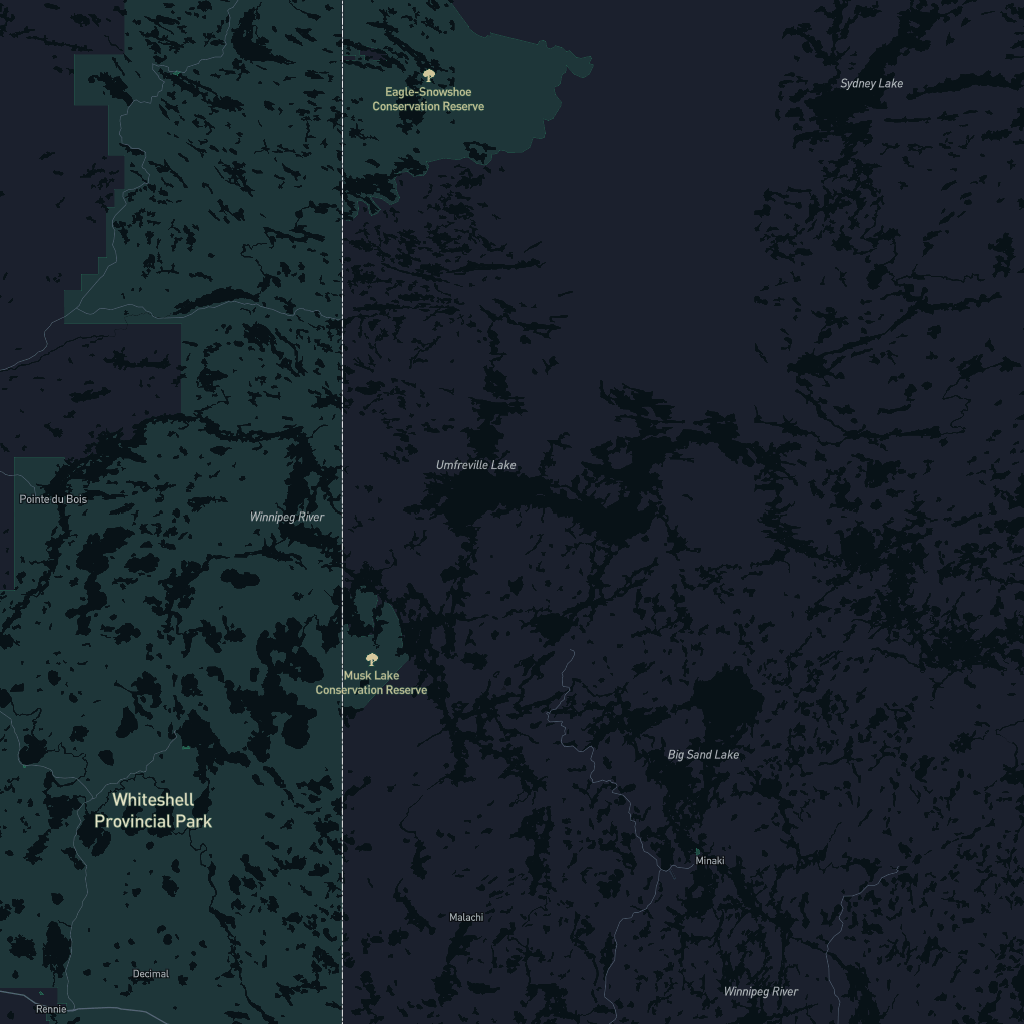 Sydney Lake
Eagle-Snowshoe
Conservation Reserve
Umfreville Lake
Pointe du Bois
Winnipeg River
Musk Lake
Conservation Reserve
Big Sand Lake
Whiteshell
Provincial Park
Minaki
Malachi
Decimal
Winnipeg River
Rennie